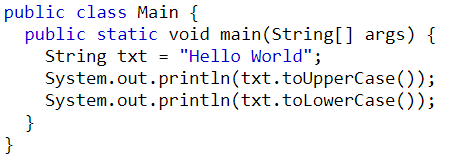 public class Main {
  public static void main(String[] args) {
    String txt = "Hello World";
    System.out.println(txt.toUpperCase());
    System.out.println(txt.toLowerCase());
  }
}